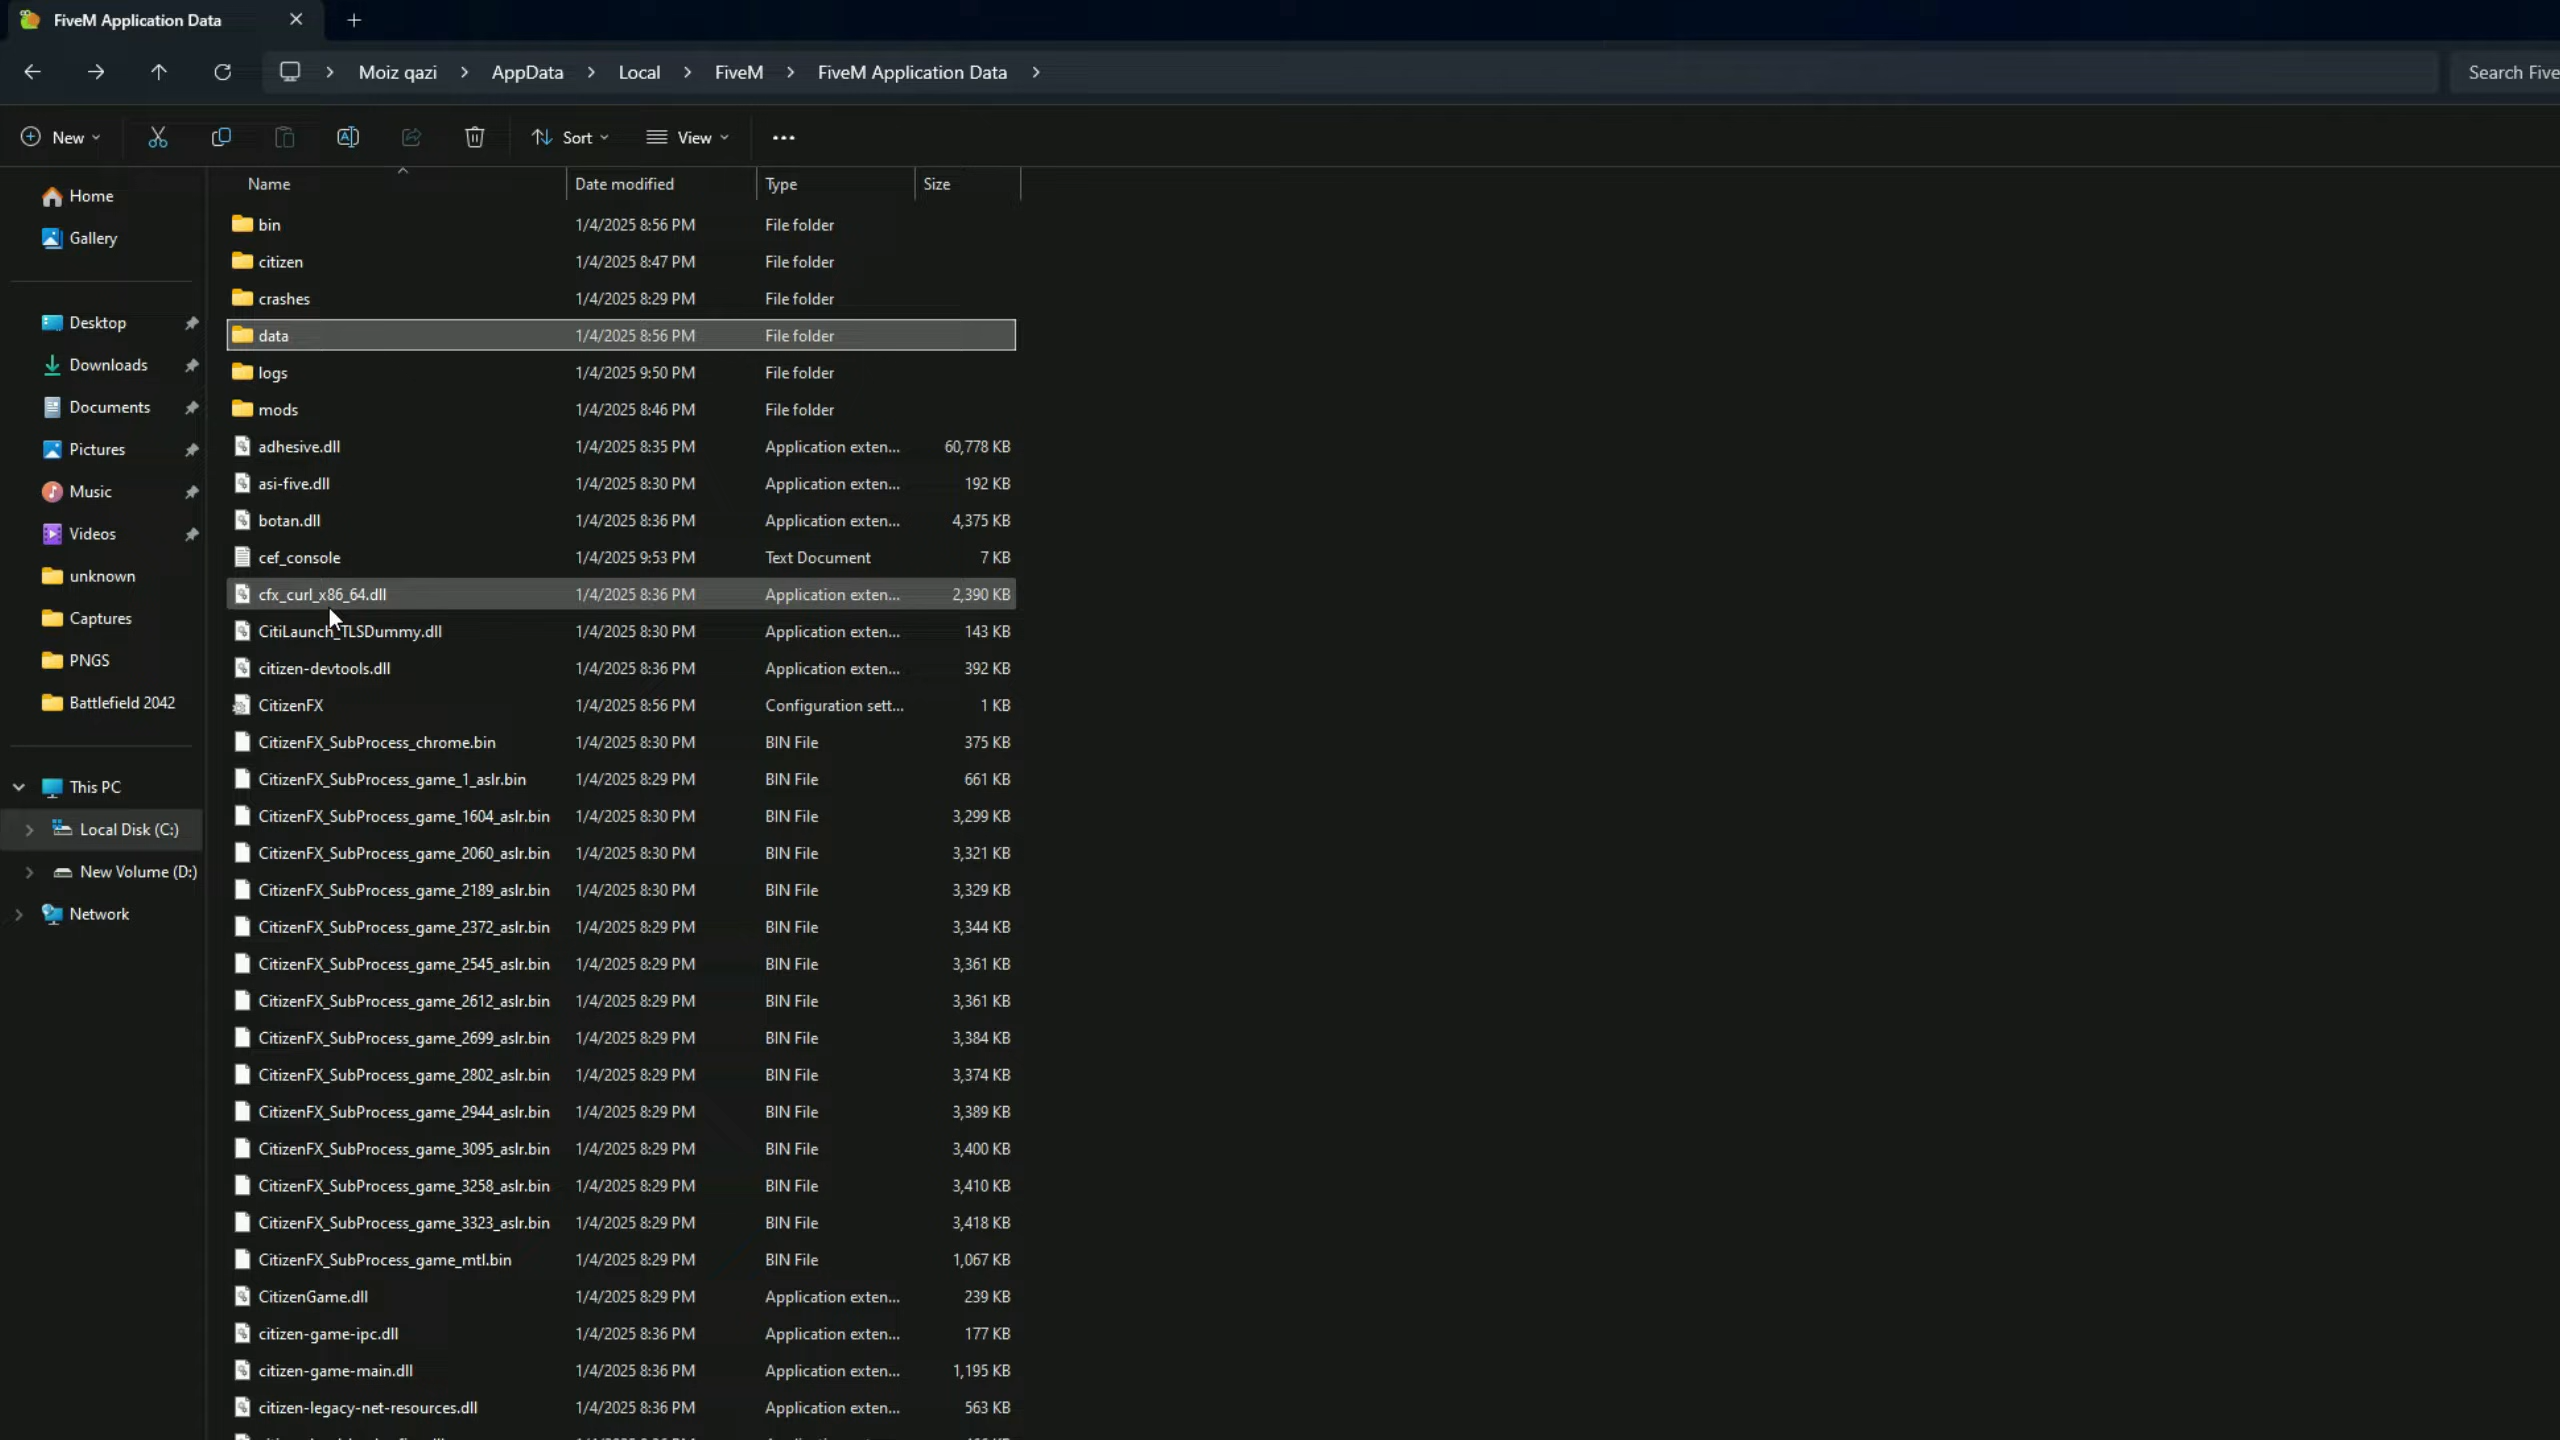 FiveM Application Data
Moiz qazi > AppData > Local > FiveM > FiveM Application Data >
Search Five
New
Sort
View
Name Date modified Type Size
Home
Gallery
Desktop
Downloads
Documents
Pictures
Music
Videos
unknown
Captures
PNGS
Battlefield 2042
This PC
Local Disk (C:)
New Volume (D:)
Network
bin 1/4/2025 8:56 PM File folder
citizen 1/4/2025 8:47 PM File folder
crashes 1/4/2025 8:29 PM File folder
data 1/4/2025 8:56 PM File folder
logs 1/4/2025 9:50 PM File folder
mods 1/4/2025 8:46 PM File folder
adhesive.dll 1/4/2025 8:35 PM Application exten... 60,778 KB
asi-five.dll 1/4/2025 8:30 PM Application exten... 192 KB
botan.dll 1/4/2025 8:36 PM Application exten... 4,375 KB
cef_console 1/4/2025 9:53 PM Text Document 7 KB
cfx_curl_x86_64.dll 1/4/2025 8:36 PM Application exten... 2,390 KB
CitiLaunch_TLSDummy.dll 1/4/2025 8:30 PM Application exten... 143 KB
citizen-devtools.dll 1/4/2025 8:36 PM Application exten... 392 KB
CitizenFX 1/4/2025 8:56 PM Configuration sett... 1 KB
CitizenFX_SubProcess_chrome.bin 1/4/2025 8:30 PM BIN File 375 KB
CitizenFX_SubProcess_game_1_aslr.bin 1/4/2025 8:29 PM BIN File 661 KB
CitizenFX_SubProcess_game_1604_aslr.bin 1/4/2025 8:30 PM BIN File 3,299 KB
CitizenFX_SubProcess_game_2060_aslr.bin 1/4/2025 8:30 PM BIN File 3,321 KB
CitizenFX_SubProcess_game_2189_aslr.bin 1/4/2025 8:30 PM BIN File 3,329 KB
CitizenFX_SubProcess_game_2372_aslr.bin 1/4/2025 8:29 PM BIN File 3,344 KB
CitizenFX_SubProcess_game_2545_aslr.bin 1/4/2025 8:29 PM BIN File 3,361 KB
CitizenFX_SubProcess_game_2612_aslr.bin 1/4/2025 8:29 PM BIN File 3,361 KB
CitizenFX_SubProcess_game_2699_aslr.bin 1/4/2025 8:29 PM BIN File 3,384 KB
CitizenFX_SubProcess_game_2802_aslr.bin 1/4/2025 8:29 PM BIN File 3,374 KB
CitizenFX_SubProcess_game_2944_aslr.bin 1/4/2025 8:29 PM BIN File 3,389 KB
CitizenFX_SubProcess_game_3095_aslr.bin 1/4/2025 8:29 PM BIN File 3,400 KB
CitizenFX_SubProcess_game_3258_aslr.bin 1/4/2025 8:29 PM BIN File 3,410 KB
CitizenFX_SubProcess_game_3323_aslr.bin 1/4/2025 8:29 PM BIN File 3,418 KB
CitizenFX_SubProcess_game_mtl.bin 1/4/2025 8:29 PM BIN File 1,067 KB
CitizenGame.dll 1/4/2025 8:29 PM Application exten... 239 KB
citizen-game-ipc.dll 1/4/2025 8:36 PM Application exten... 177 KB
citizen-game-main.dll 1/4/2025 8:36 PM Application exten... 1,195 KB
citizen-legacy-net-resources.dll 1/4/2025 8:36 PM Application exten... 563 KB